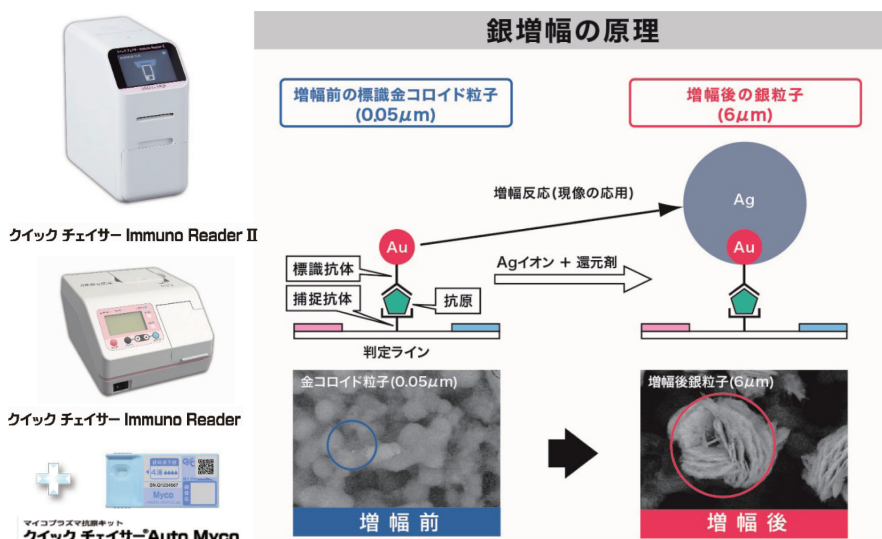 クイック チェイサー Immuno Reader II
クイック チェイサー Immuno Reader
Myco
マイコプラズマ抗原キット
クイック チェイサー®Auto Myco
銀増幅の原理
増幅前の標識金コロイド粒子
(0.05μm)
増幅後の銀粒子
(6μm)
増幅反応(現像の応用)
Ag
Au
Au
Agイオン + 還元剤
標識抗体
捕捉抗体
抗原
判定ライン
金コロイド粒子(0.05μm)
増幅後銀粒子(6μm)
増幅前
増幅後